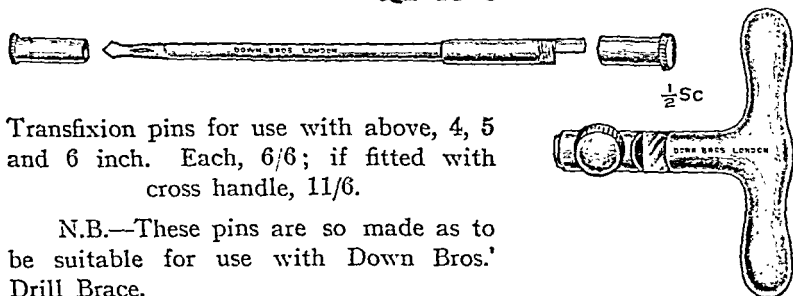 DOWN BROS LONDON
½Sc
DOWN BROS LONDON
Transfixion pins for use with above, 4, 5
and 6 inch. Each, 6/6; if fitted with
cross handle, 11/6.
N.B.—These pins are so made as to
be suitable for use with Down Bros.'
Drill Brace.